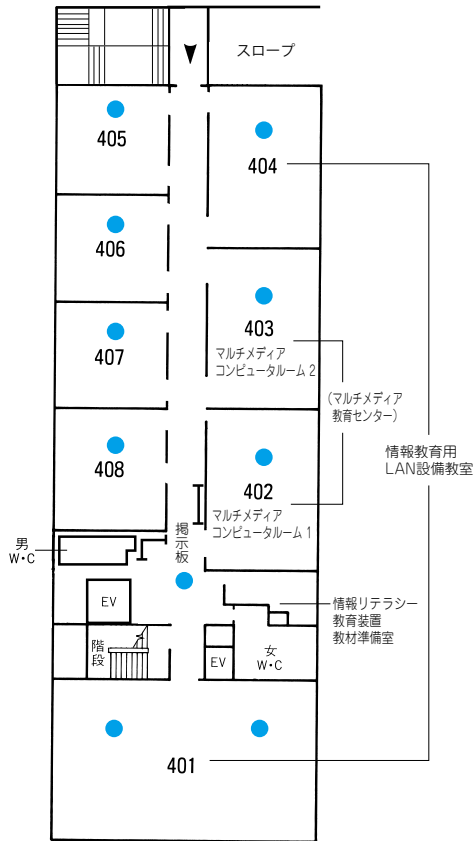 スロープ
405
404
406
403
マルチメディア
コンピュータルーム 2
407
(マルチメディア
教育センター)
情報教育用
LAN設備教室
408
402
マルチメディア
コンピュータルーム 1
掲示板
男
W・C
EV
情報リテラシー
教育装置
教材準備室
階段
EV
女
W・C
401